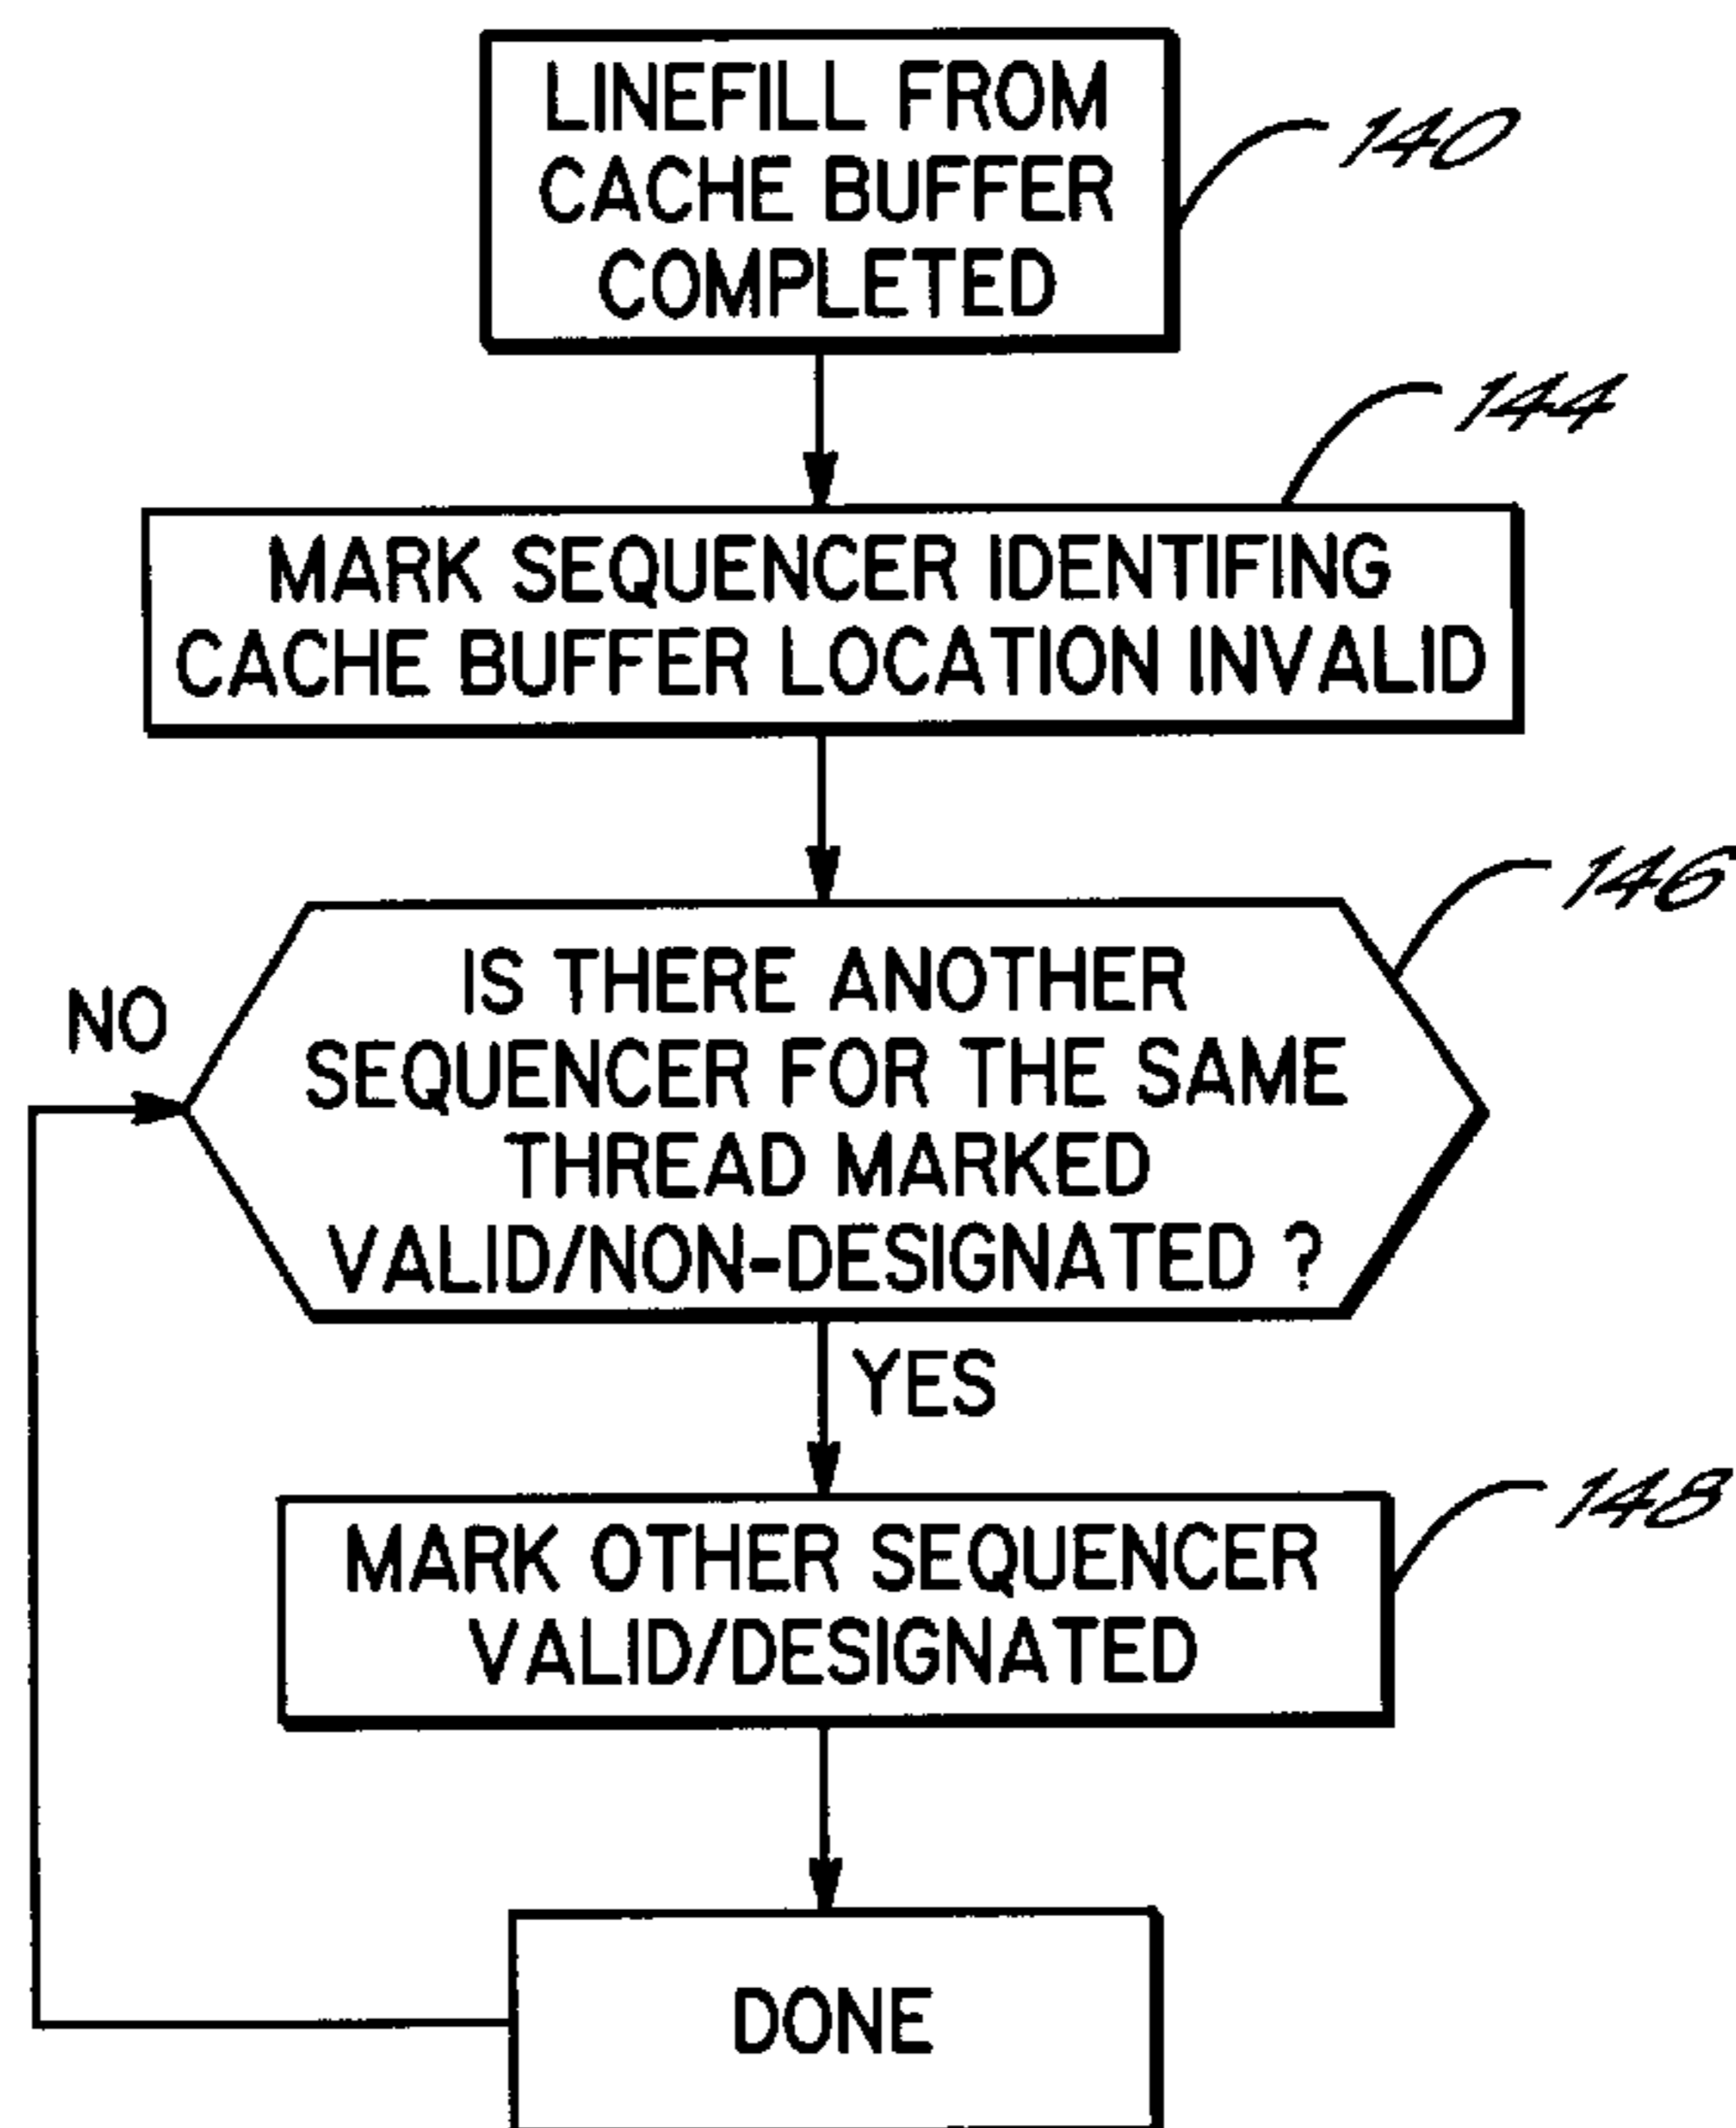 LINEFILL FROM
CACHE BUFFER
COMPLETED
140
144
MARK SEQUENCER IDENTIFING
CACHE BUFFER LOCATION INVALID
146
IS THERE ANOTHER
SEQUENCER FOR THE SAME
THREAD MARKED
VALID/NON-DESIGNATED ?
NO
YES
148
MARK OTHER SEQUENCER
VALID/DESIGNATED
DONE